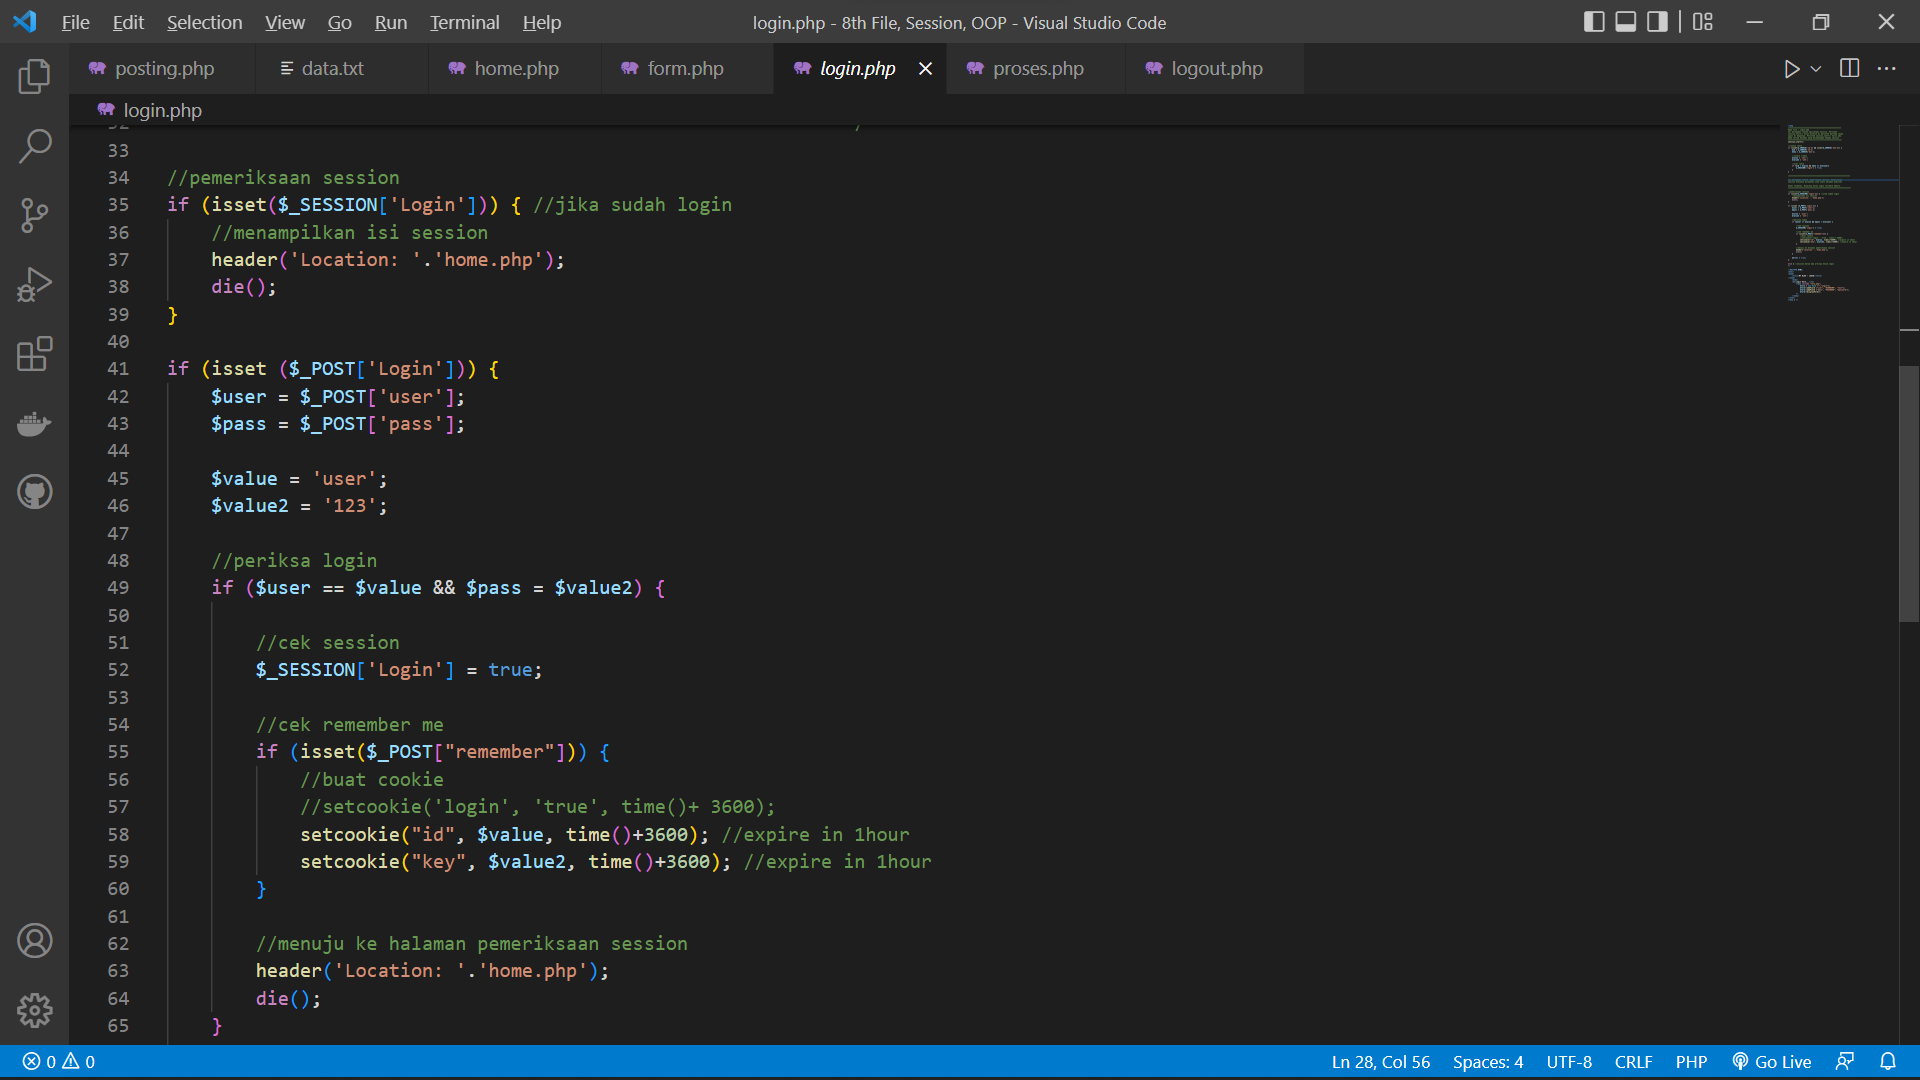 File Edit Selection View Go Run Terminal Help login.php - 8th File, Session, OOP - Visual Studio Code
posting.php data.txt home.php form.php login.php proses.php logout.php
login.php
33
34 //pemeriksaan session
35 if (isset($_SESSION['Login'])) { //jika sudah login
36 //menampilkan isi session
37 header('Location: '.'home.php');
38 die();
39 }
40
41 if (isset ($_POST['Login'])) {
42 $user = $_POST['user'];
43 $pass = $_POST['pass'];
44
45 $value = 'user';
46 $value2 = '123';
47
48 //periksa login
49 if ($user == $value && $pass = $value2) {
50
51 //cek session
52 $_SESSION['Login'] = true;
53
54 //cek remember me
55 if (isset($_POST["remember"])) {
56 //buat cookie
57 //setcookie('login', 'true', time()+ 3600);
58 setcookie("id", $value, time()+3600); //expire in 1hour
59 setcookie("key", $value2, time()+3600); //expire in 1hour
60 }
61
62 //menuju ke halaman pemeriksaan session
63 header('Location: '.'home.php');
64 die();
65 }
0 0 Ln 28, Col 56 Spaces: 4 UTF-8 CRLF PHP Go Live